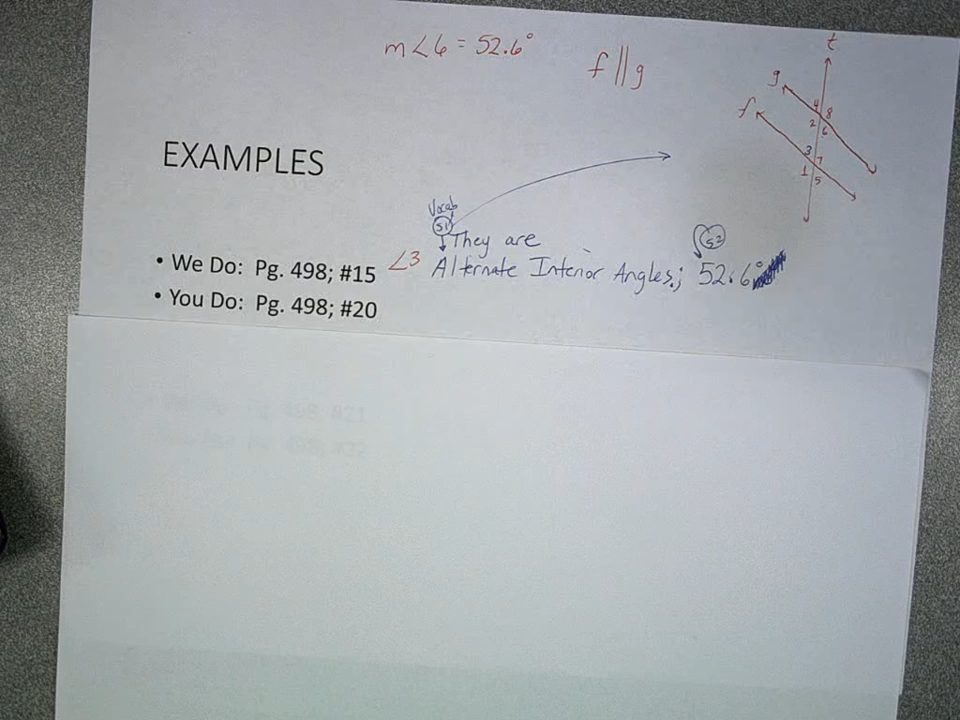 m∠6 = 52.6°
f || g
t
g
f
4 8
2 6
3 7
1 5
EXAMPLES
Vocab
S1
They are
S2
• We Do: Pg. 498; #15
∠3 Alternate Interior Angles.; 52.6°
• You Do: Pg. 498; #20